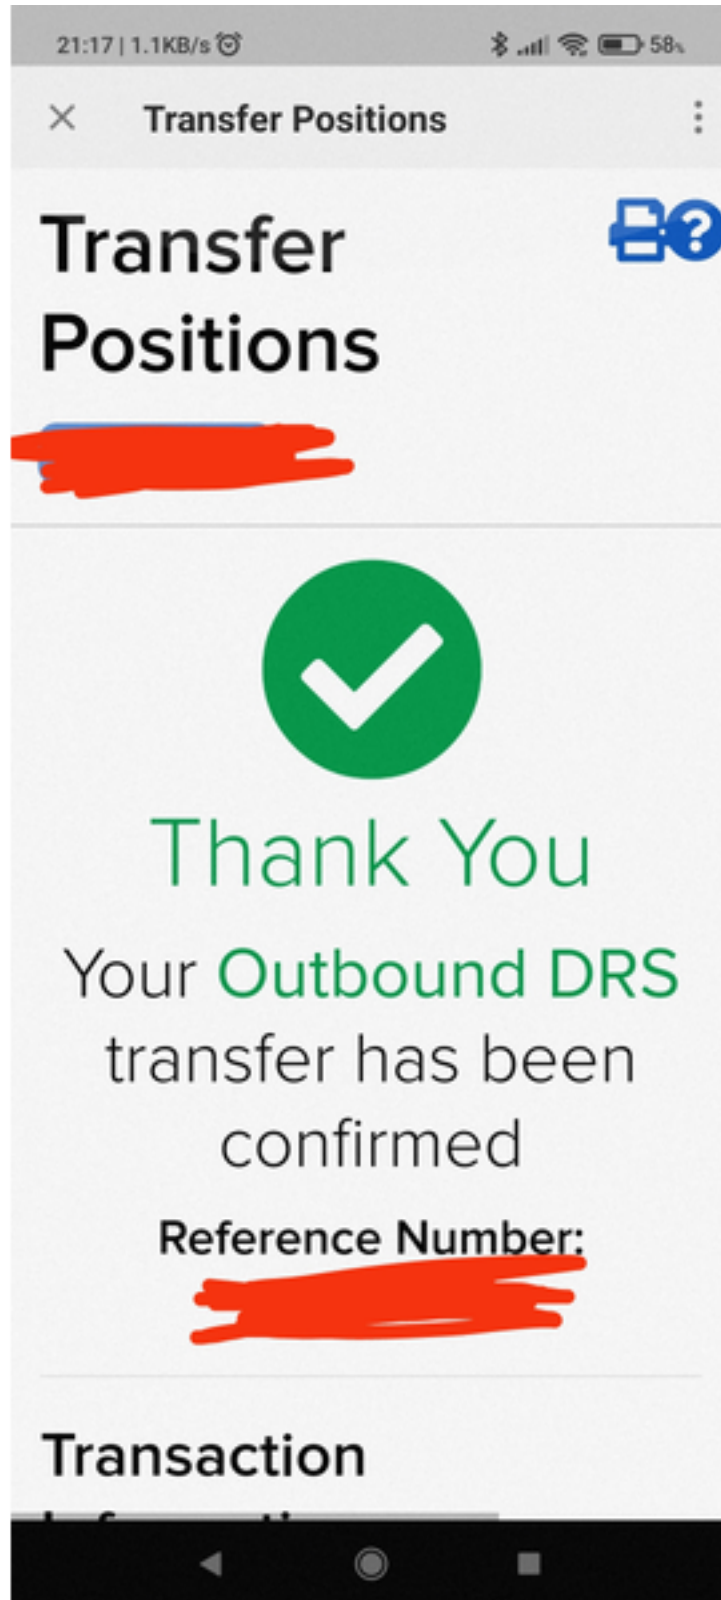 21:17 | 1.1KB/s 58%
Transfer Positions
Transfer
Positions
Thank You
Your Outbound DRS
transfer has been
confirmed
Reference Number:
Transaction